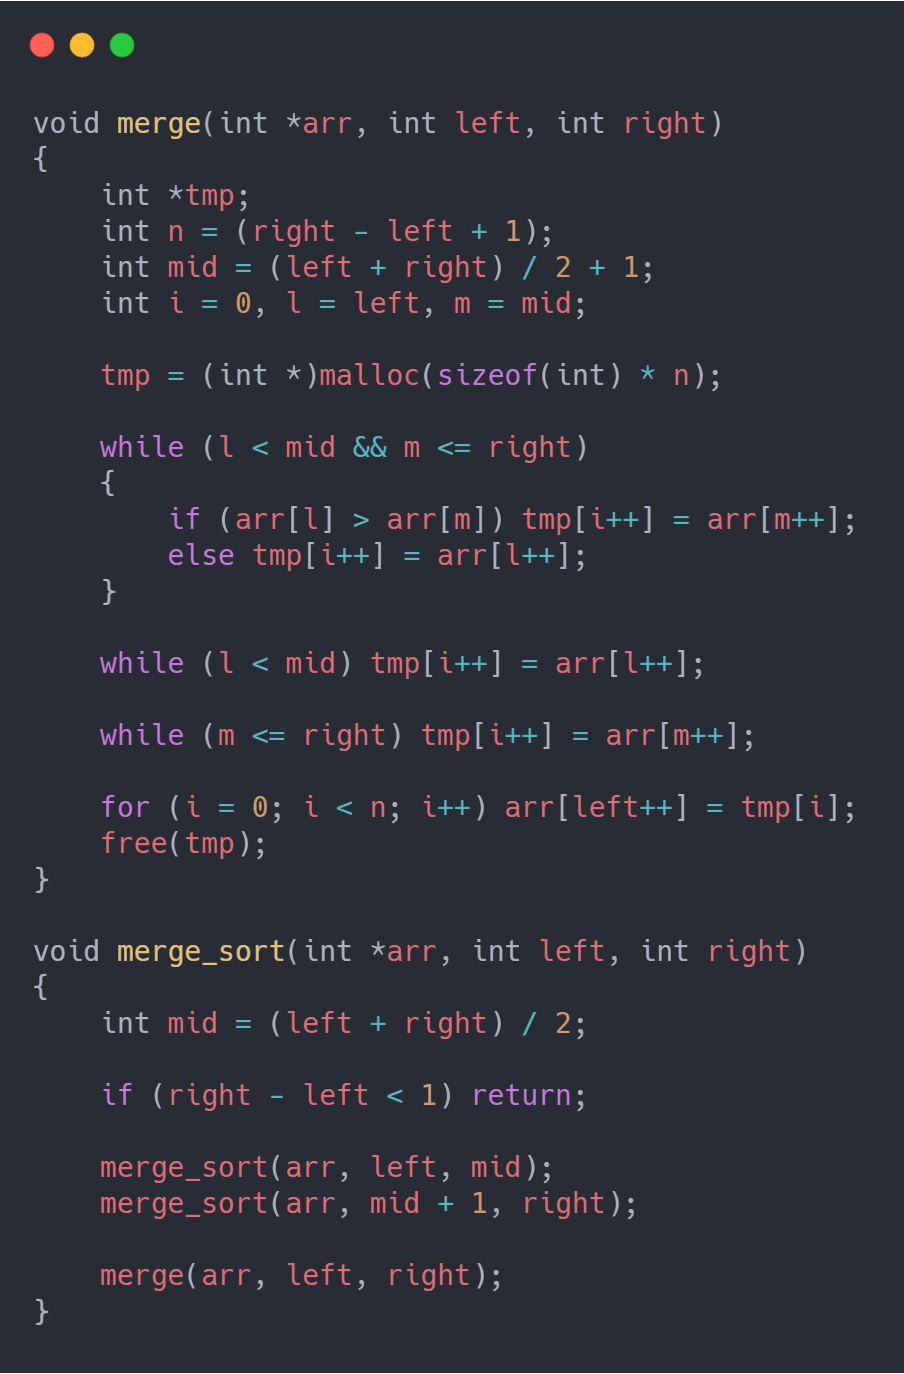 void merge(int *arr, int left, int right)
{
    int *tmp;
    int n = (right - left + 1);
    int mid = (left + right) / 2 + 1;
    int i = 0, l = left, m = mid;

    tmp = (int *)malloc(sizeof(int) * n);

    while (l < mid && m <= right)
    {
        if (arr[l] > arr[m]) tmp[i++] = arr[m++];
        else tmp[i++] = arr[l++];
    }

    while (l < mid) tmp[i++] = arr[l++];

    while (m <= right) tmp[i++] = arr[m++];

    for (i = 0; i < n; i++) arr[left++] = tmp[i];
    free(tmp);
}

void merge_sort(int *arr, int left, int right)
{
    int mid = (left + right) / 2;

    if (right - left < 1) return;

    merge_sort(arr, left, mid);
    merge_sort(arr, mid + 1, right);

    merge(arr, left, right);
}